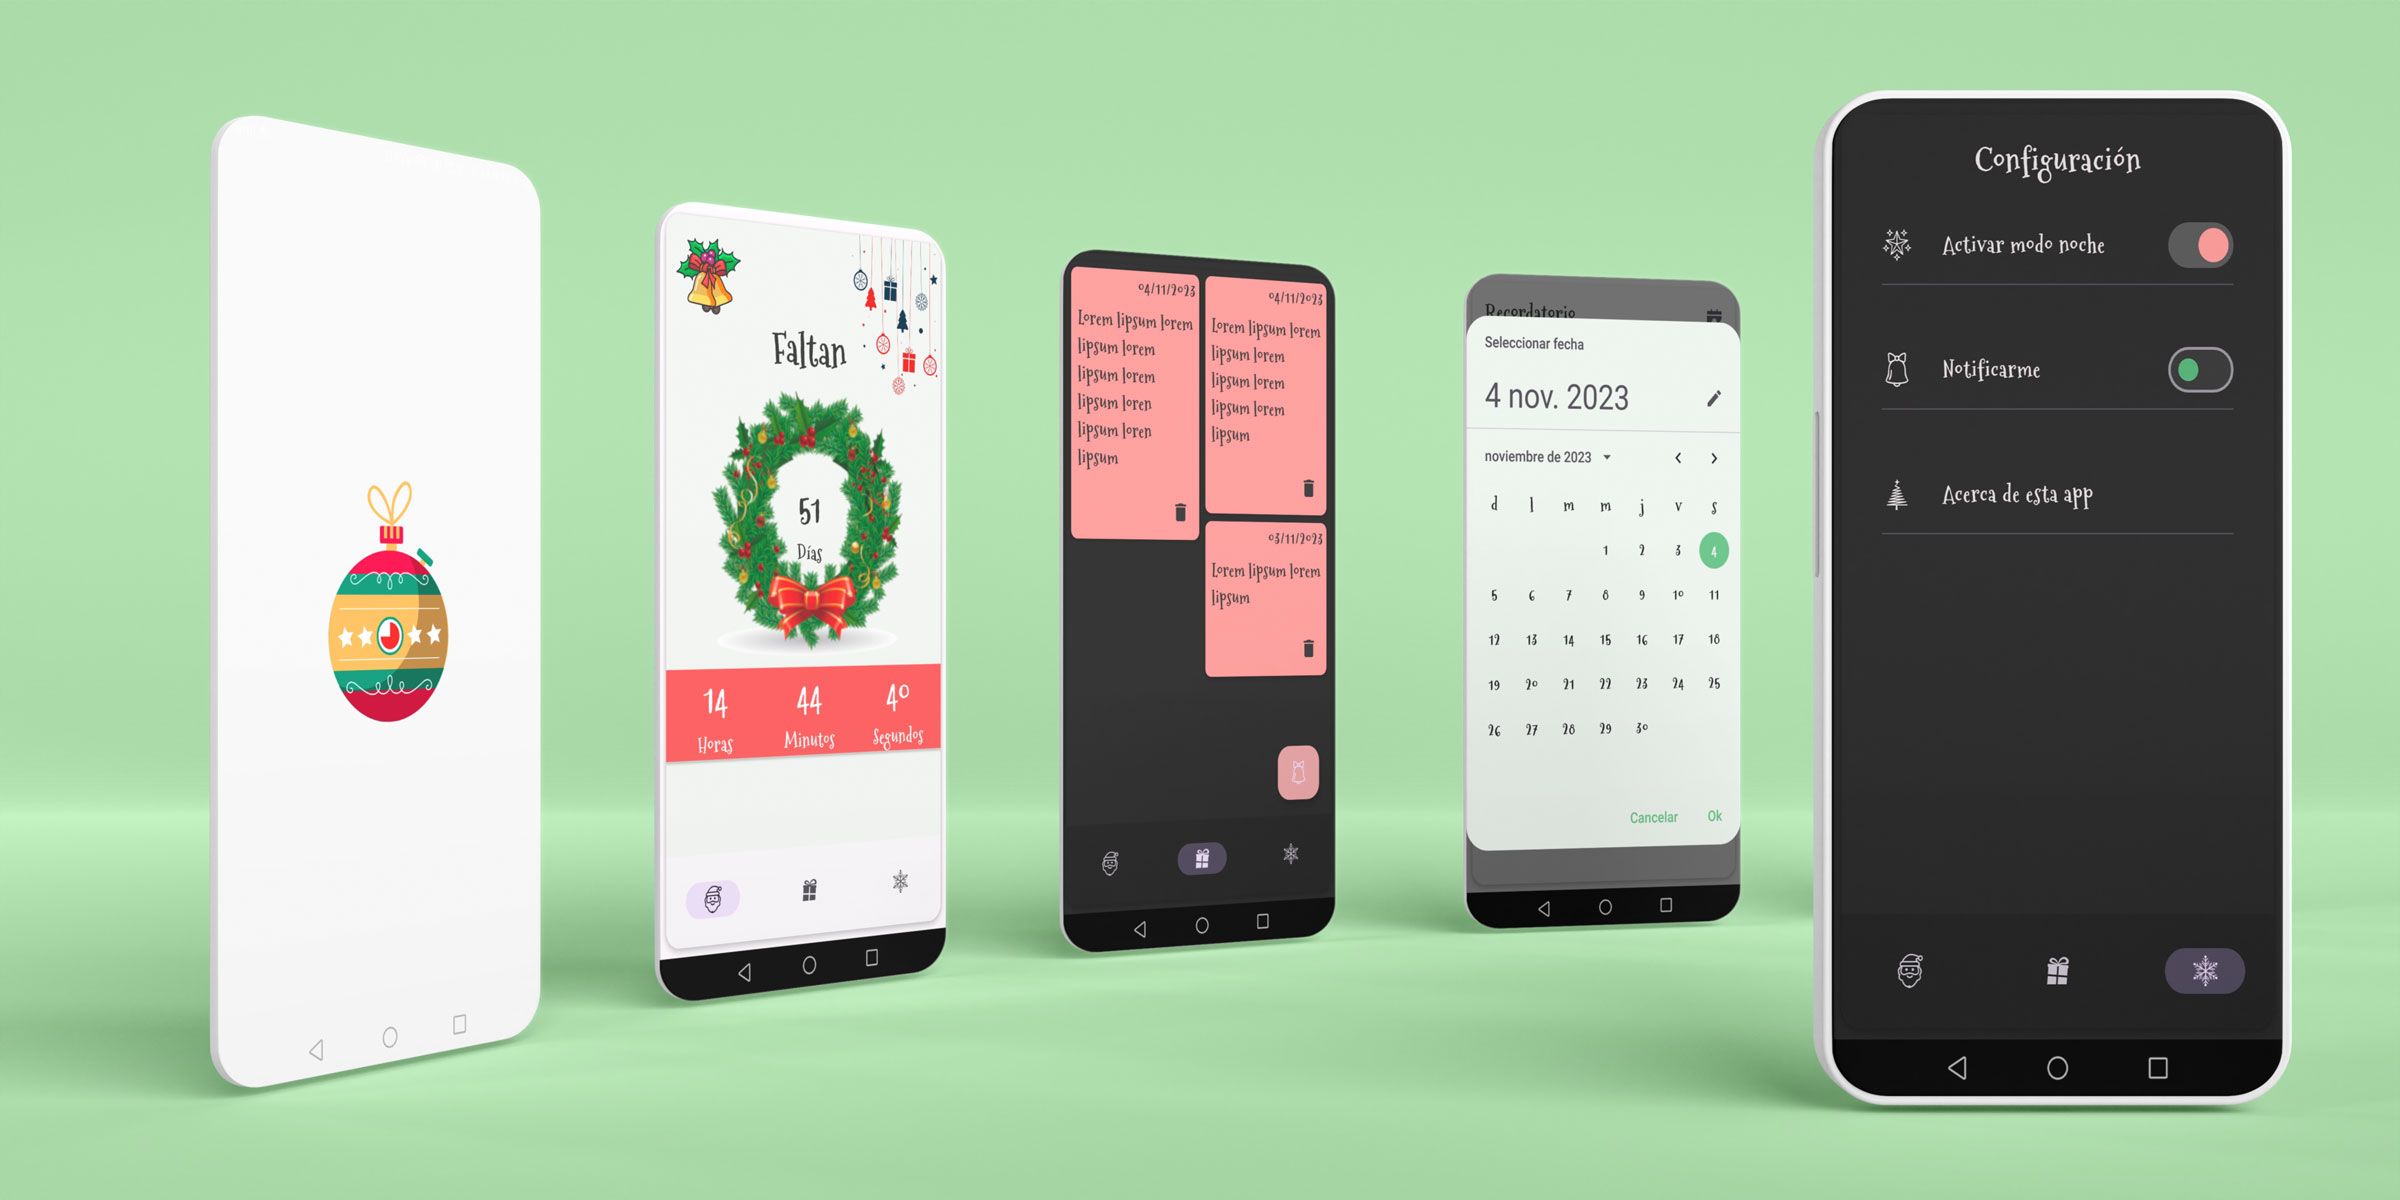 Faltan
51
Días
14 44 40
Horas Minutos Segundos
04/11/2023
Lorem lipsum lorem
lipsum lorem
lipsum lorem
lipsum loren
lipsum loren
lipsum
04/11/2023
Lorem lipsum lorem
lipsum lorem
lipsum lorem
lipsum lorem
lipsum
03/11/2023
Lorem lipsum lorem
lipsum
Recordatorio
Seleccionar fecha
4 nov. 2023
noviembre de 2023
d l m m j v s
1 2 3 4
5 6 7 8 9 10 11
12 13 14 15 16 17 18
19 20 21 22 23 24 25
26 27 28 29 30
Cancelar Ok
Configuración
Activar modo noche
Notificarme
Acerca de esta app